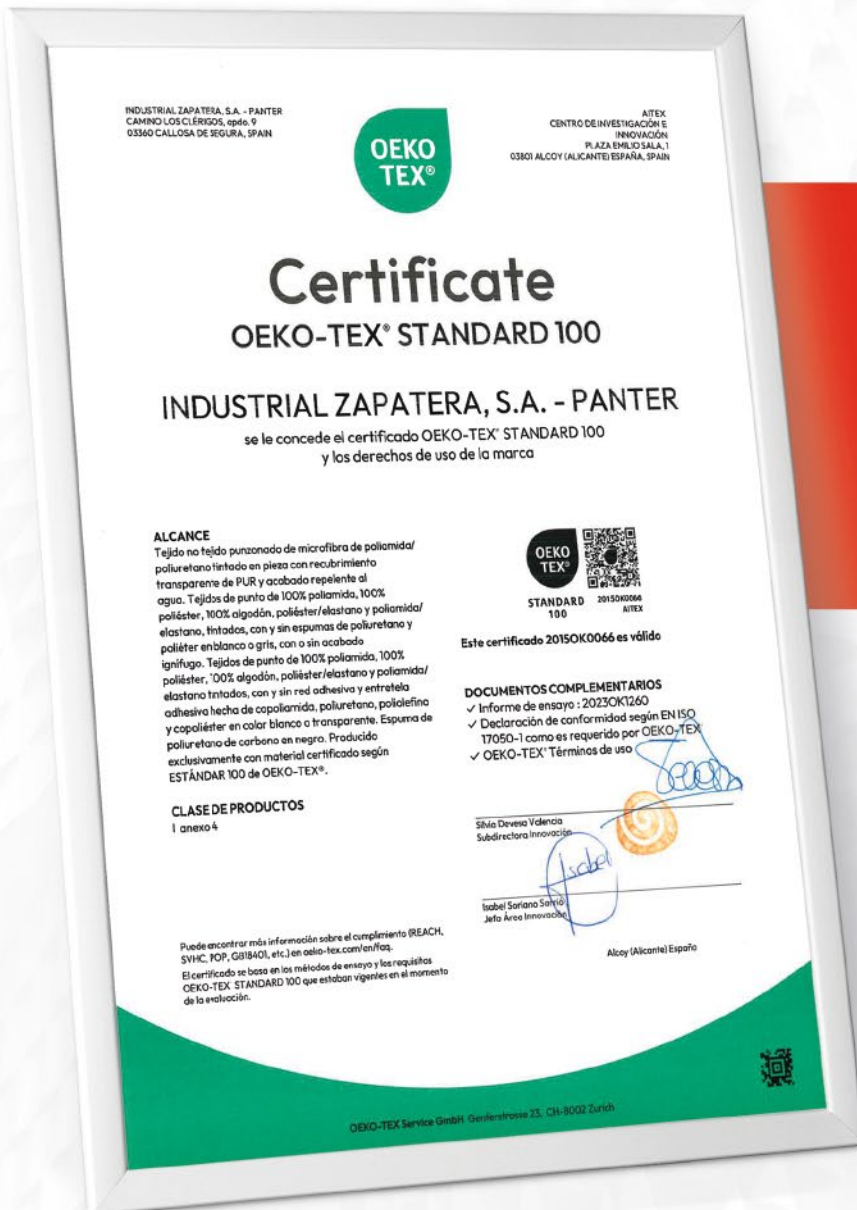 INDUSTRIAL ZAPATERA, S.A. - PANTER
CAMINO LOS CLÉRIGOS, apdo. 9
03360 CALLOSA DE SEGURA, SPAIN
OEKO
TEX®
AITEX
CENTRO DE INVESTIGACIÓN E
INNOVACIÓN
PLAZA EMILIO SALA, 1
03801 ALCOY (ALICANTE) ESPAÑA, SPAIN
Certificate
OEKO-TEX® STANDARD 100
INDUSTRIAL ZAPATERA, S.A. - PANTER
se le concede el certificado OEKO-TEX® STANDARD 100
y los derechos de uso de la marca
ALCANCE
Tejido no tejido punzonado de microfibra de poliamida/
poliuretano tintado en pieza con recubrimiento
transparente de PUR y acabado repelente al
agua. Tejidos de punto de 100% poliamida, 100%
poliéster, 100% algodón, poliéster/elastano y poliamida/
elastano, tintados, con y sin espumas de poliuretano y
poliéter en blanco o gris, con o sin acabado
ignífugo. Tejidos de punto de 100% poliamida, 100%
poliéster, 100% algodón, poliéster/elastano y poliamida/
elastano tintados, con y sin red adhesiva y entretela
adhesiva hecha de copoliamida, poliuretano, poliolefina
y copoliéster en color blanco o transparente. Espuma de
poliuretano de carbono en negro. Producido
exclusivamente con material certificado según
ESTÁNDAR 100 de OEKO-TEX®.
CLASE DE PRODUCTOS
I anexo 4
OEKO
TEX®
STANDARD
100
2015OK0066
AITEX
Este certificado 2015OK0066 es válido
DOCUMENTOS COMPLEMENTARIOS
✓ Informe de ensayo : 2023OK1260
✓ Declaración de conformidad según EN ISO
17050-1 como es requerido por OEKO-TEX®
✓ OEKO-TEX® Términos de uso
Silvia Devesa Valencia
Subdirectora Innovación
Isabel
Isabel Soriano Sarrió
Jefa Área Innovación
Alcoy (Alicante) España
Puede encontrar más información sobre el cumplimiento (REACH,
SVHC, POP, GB18401, etc.) en oeko-tex.com/en/faq.
El certificado se basa en los métodos de ensayo y los requisitos
OEKO-TEX STANDARD 100 que estaban vigentes en el momento
de la evaluación.
OEKO-TEX Service GmbH Genferstrasse 23, CH-8002 Zurich